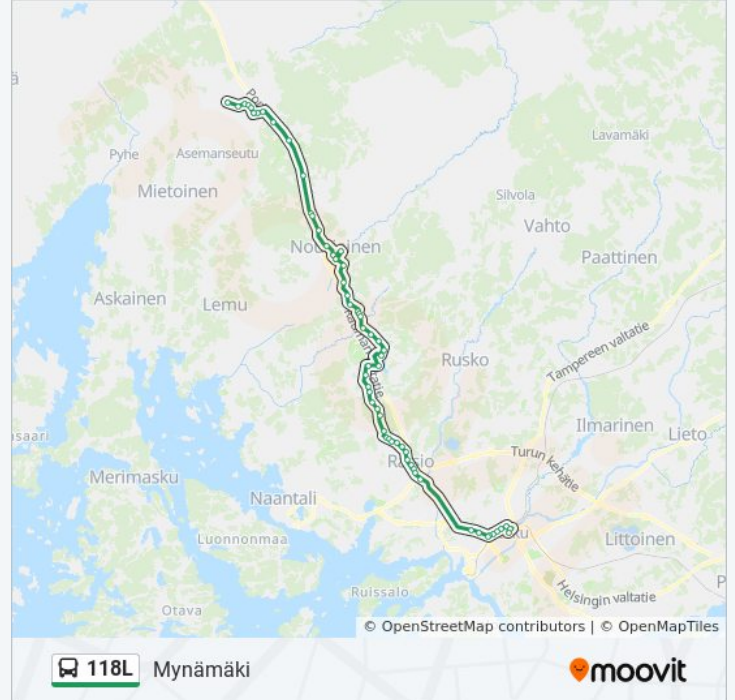 Lavamäki
Pyhe
Asemanseutu
Mietoinen
Silvola
Vahto
Paattinen
Askainen
Lemu
Rusko
Tampereen valtatie
Ilmarinen
Lieto
Turun kehätie
Merimasku
Naantali
Luonnonmaa
Littoinen
Ruissalo
Helsingin valtatie
Otava
© OpenStreetMap contributors | © OpenMapTiles
118L Mynämäki
moovit